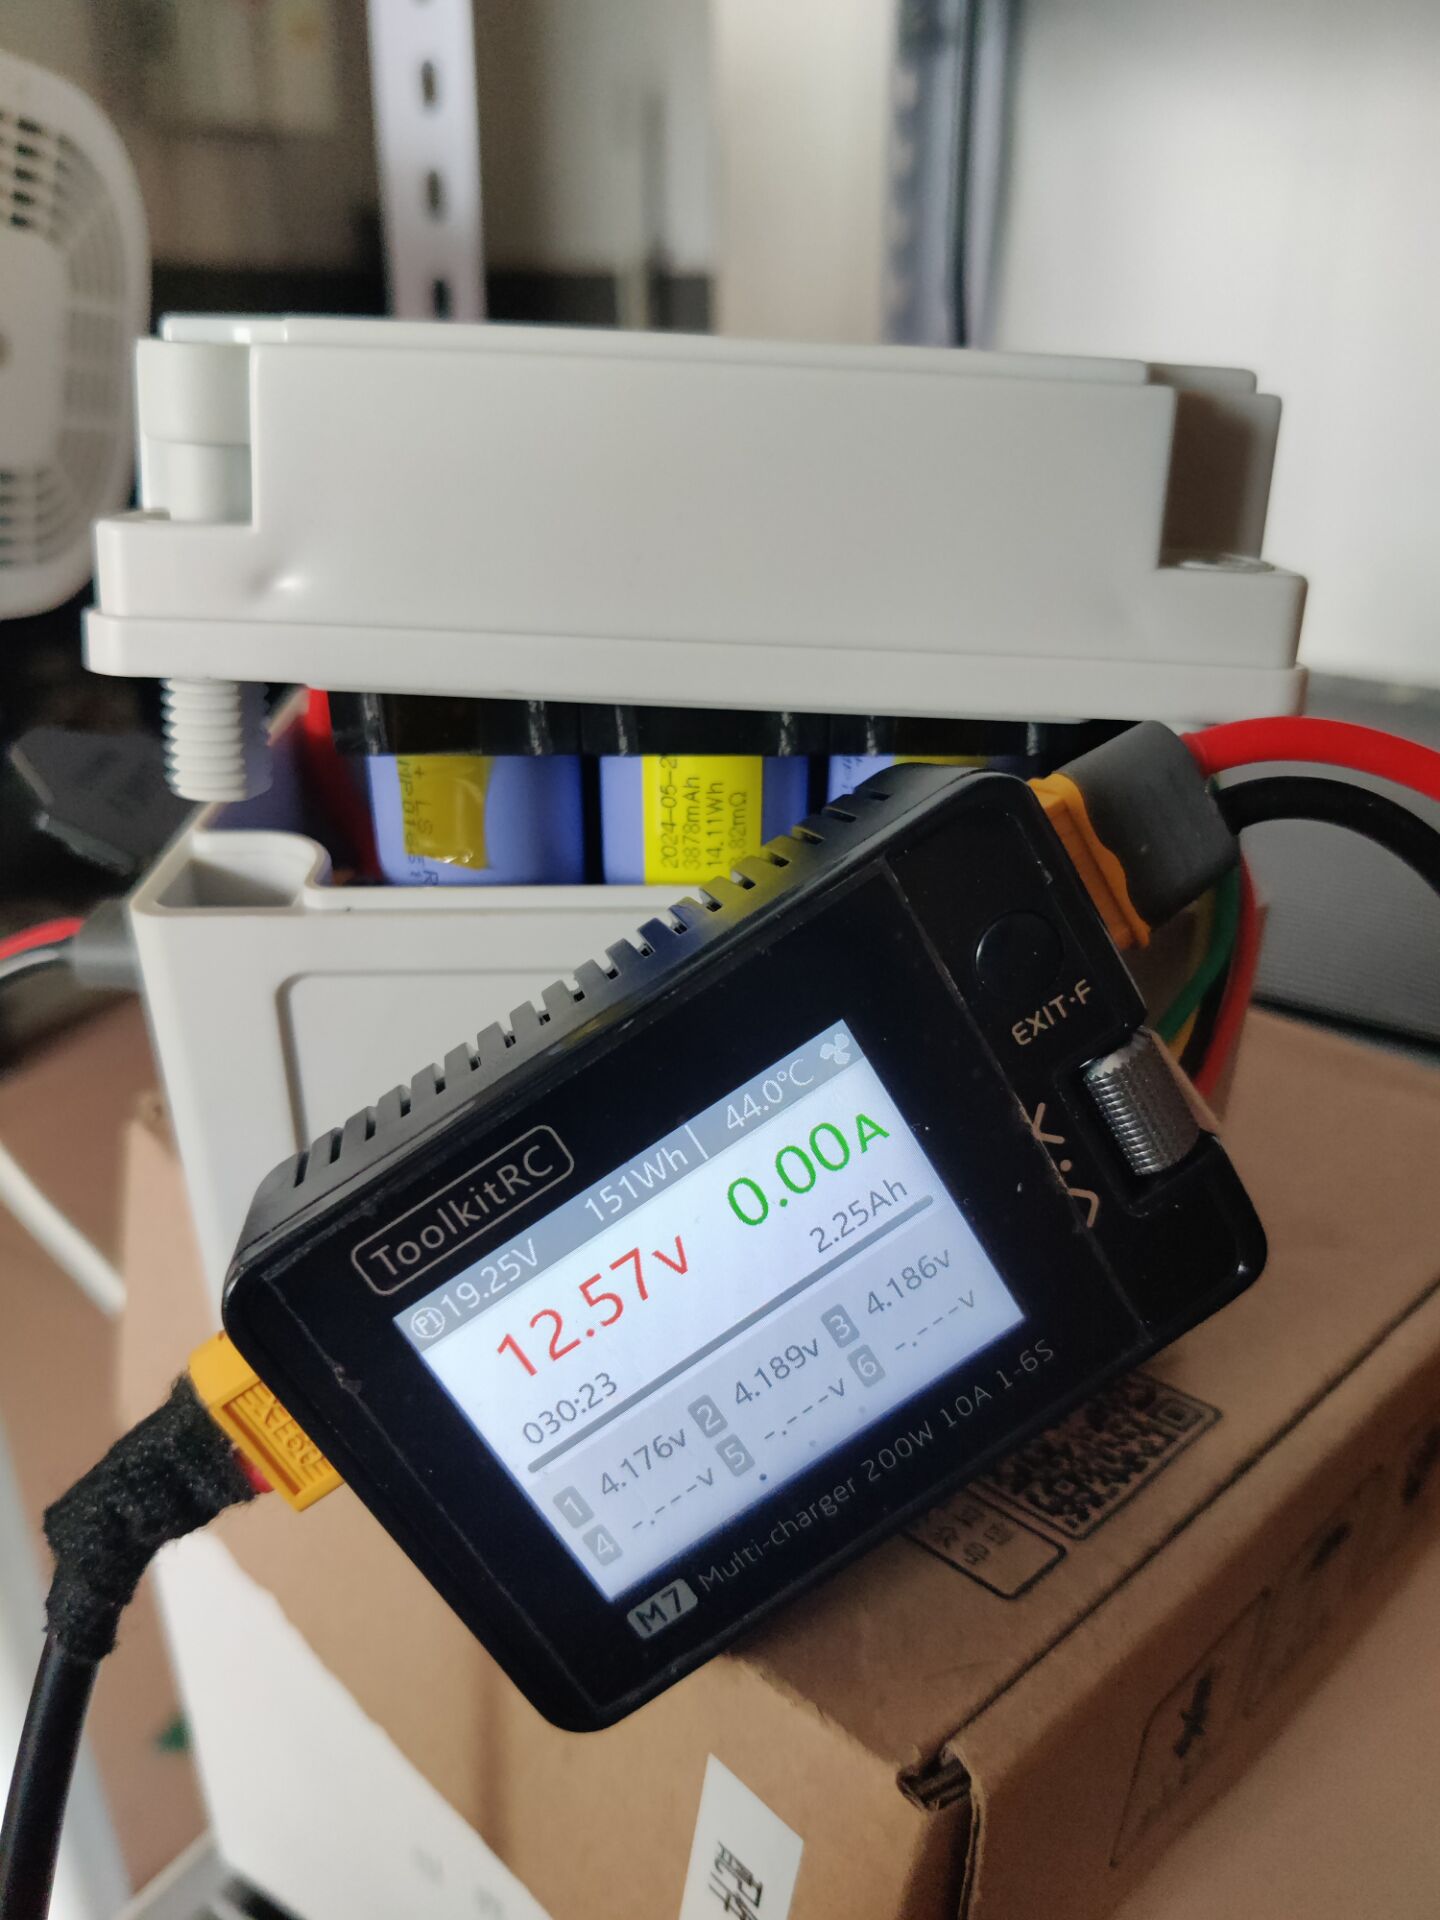 2024-05-2
3878mAh
14.11Wh
3.82mΩ
EXIT·F
ToolkitRC
P1 19.25V 151Wh | 44.0℃
12.57V 0.00A
030:23 2.25Ah
1 4.176v 2 4.189v 3 4.186v
4 -.---v 5 -.---v 6 -.---v
M7 Multi-charger 200W 10A 1-6S